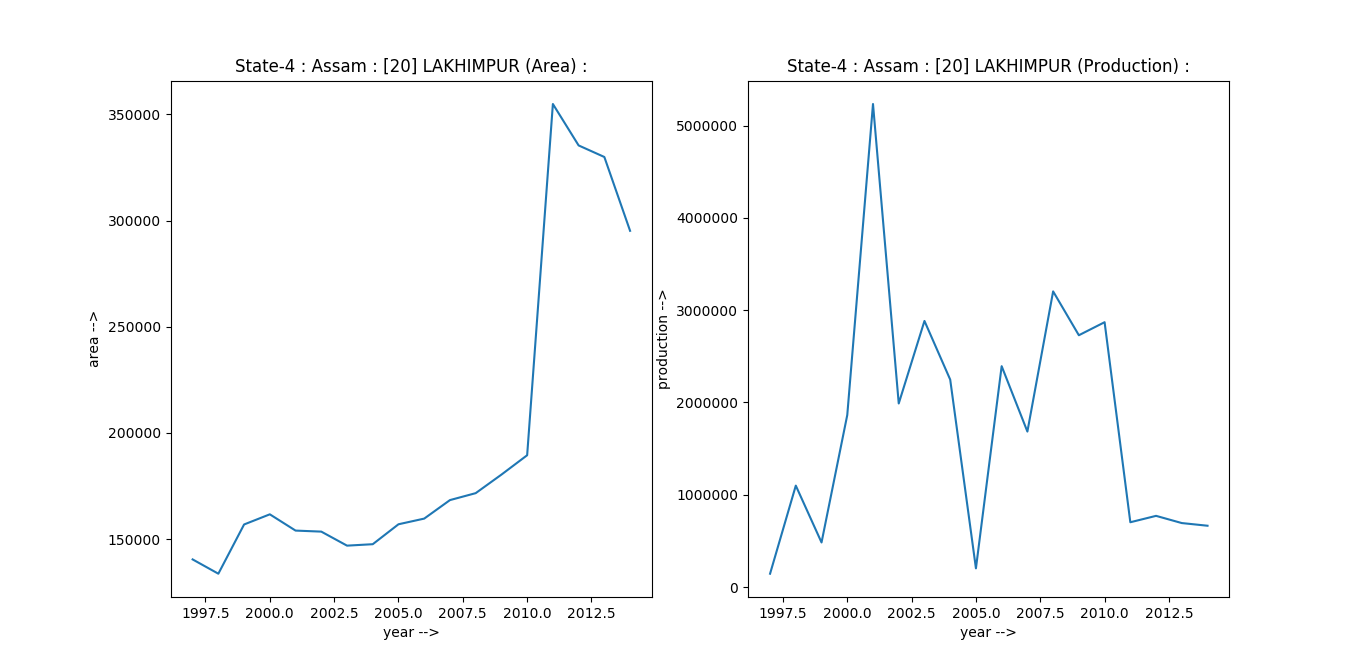 State-4 : Assam : [20] LAKHIMPUR (Area) :
350000
300000
250000
200000
150000
area -->
1997.5 2000.0 2002.5 2005.0 2007.5 2010.0 2012.5
year -->
State-4 : Assam : [20] LAKHIMPUR (Production) :
5000000
4000000
3000000
2000000
1000000
0
production -->
1997.5 2000.0 2002.5 2005.0 2007.5 2010.0 2012.5
year -->